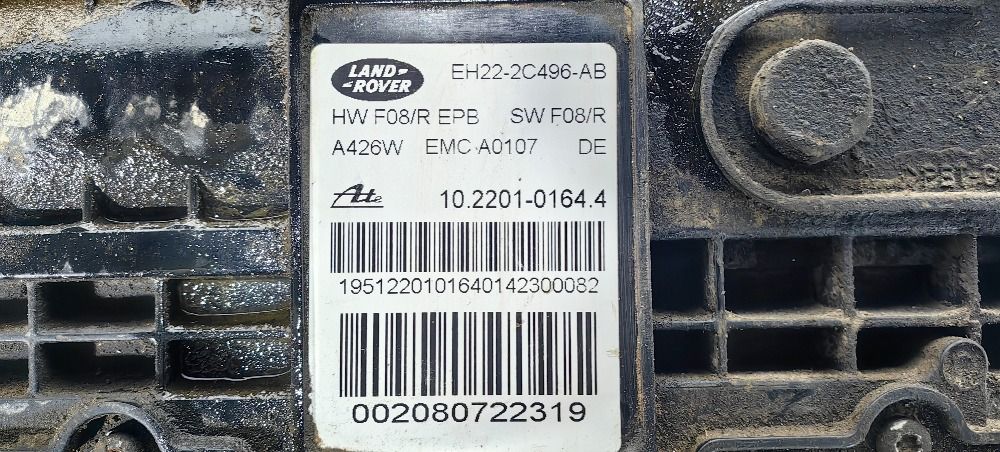 LAND-
-ROVER
EH22-2C496-AB
HW F08/R EPB SW F08/R
A426W EMC A0107 DE
Ate 10.2201-0164.4
1951220101640142300082
002080722319